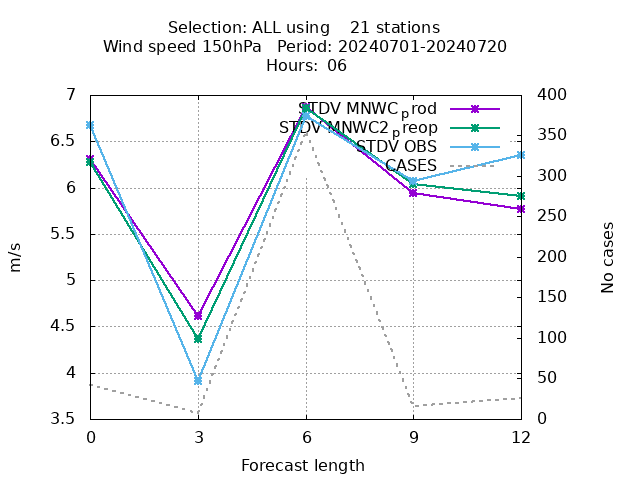 Selection: ALL using    21 stations
Wind speed 150hPa   Period: 20240701-20240720
Hours:  06
7
6.5
6
5.5
5
4.5
4
3.5
m/s
STDV MNWC_prod
STDV MNWC2_preop
STDV OBS
CASES
400
350
300
250
200
150
100
50
0
No cases
0 3 6 9 12
Forecast length